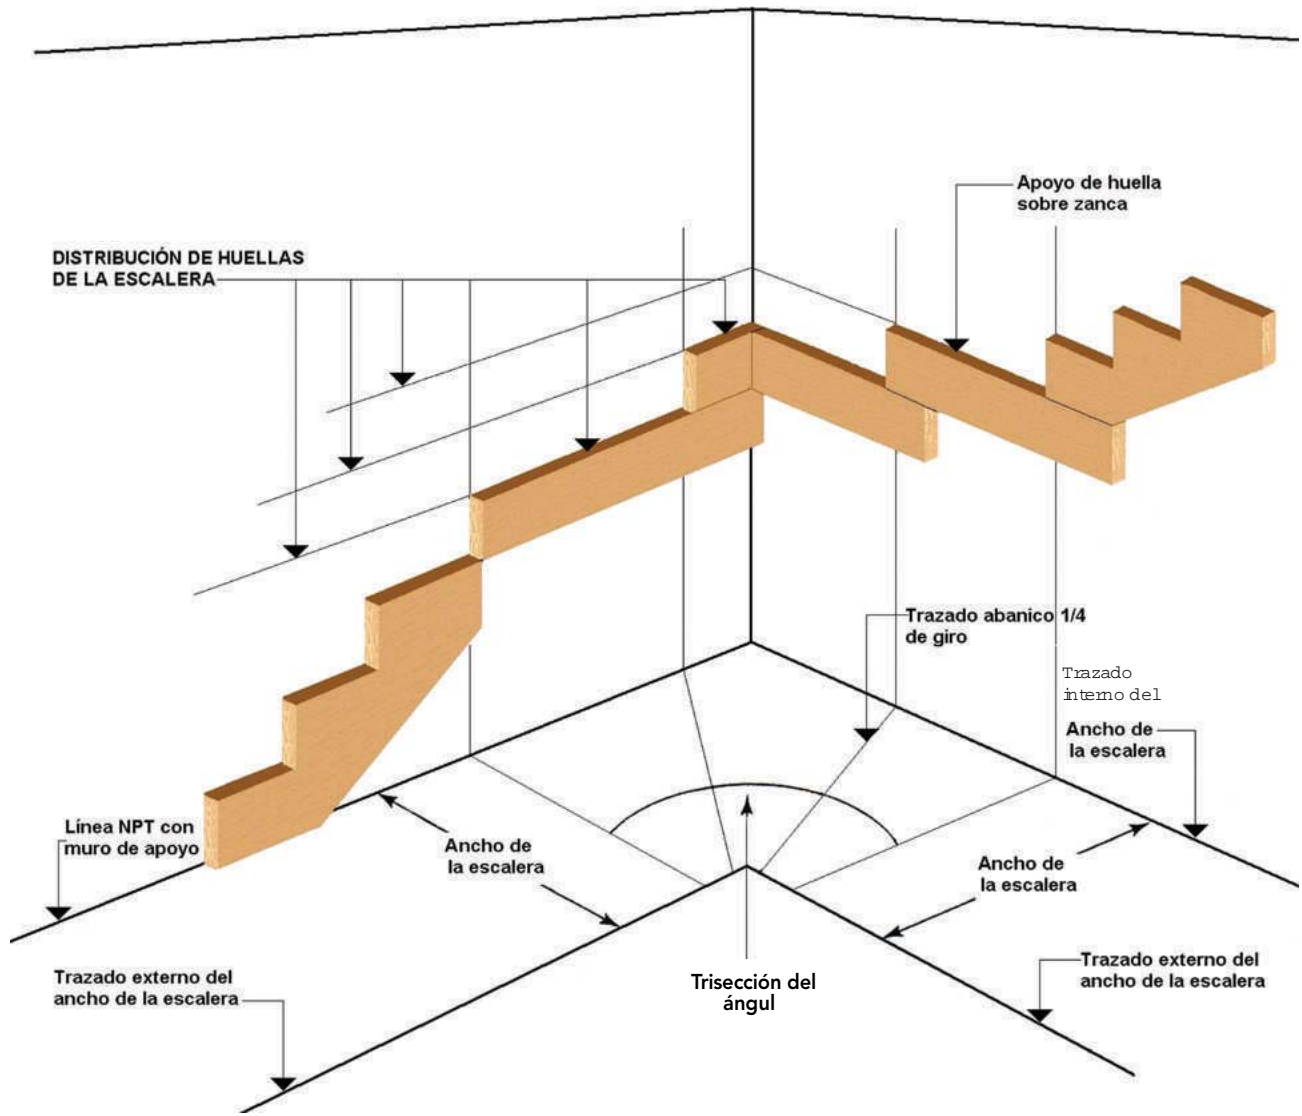 Apoyo de huella
sobre zanca
DISTRIBUCIÓN DE HUELLAS
DE LA ESCALERA
Trazado abanico 1/4
de giro
Trazado
interno del
Ancho de
la escalera
Línea NPT con
muro de apoyo
Ancho de
la escalera
Ancho de
la escalera
Trazado externo del
ancho de la escalera
Trisección del
ángul
Trazado externo del
ancho de la escalera